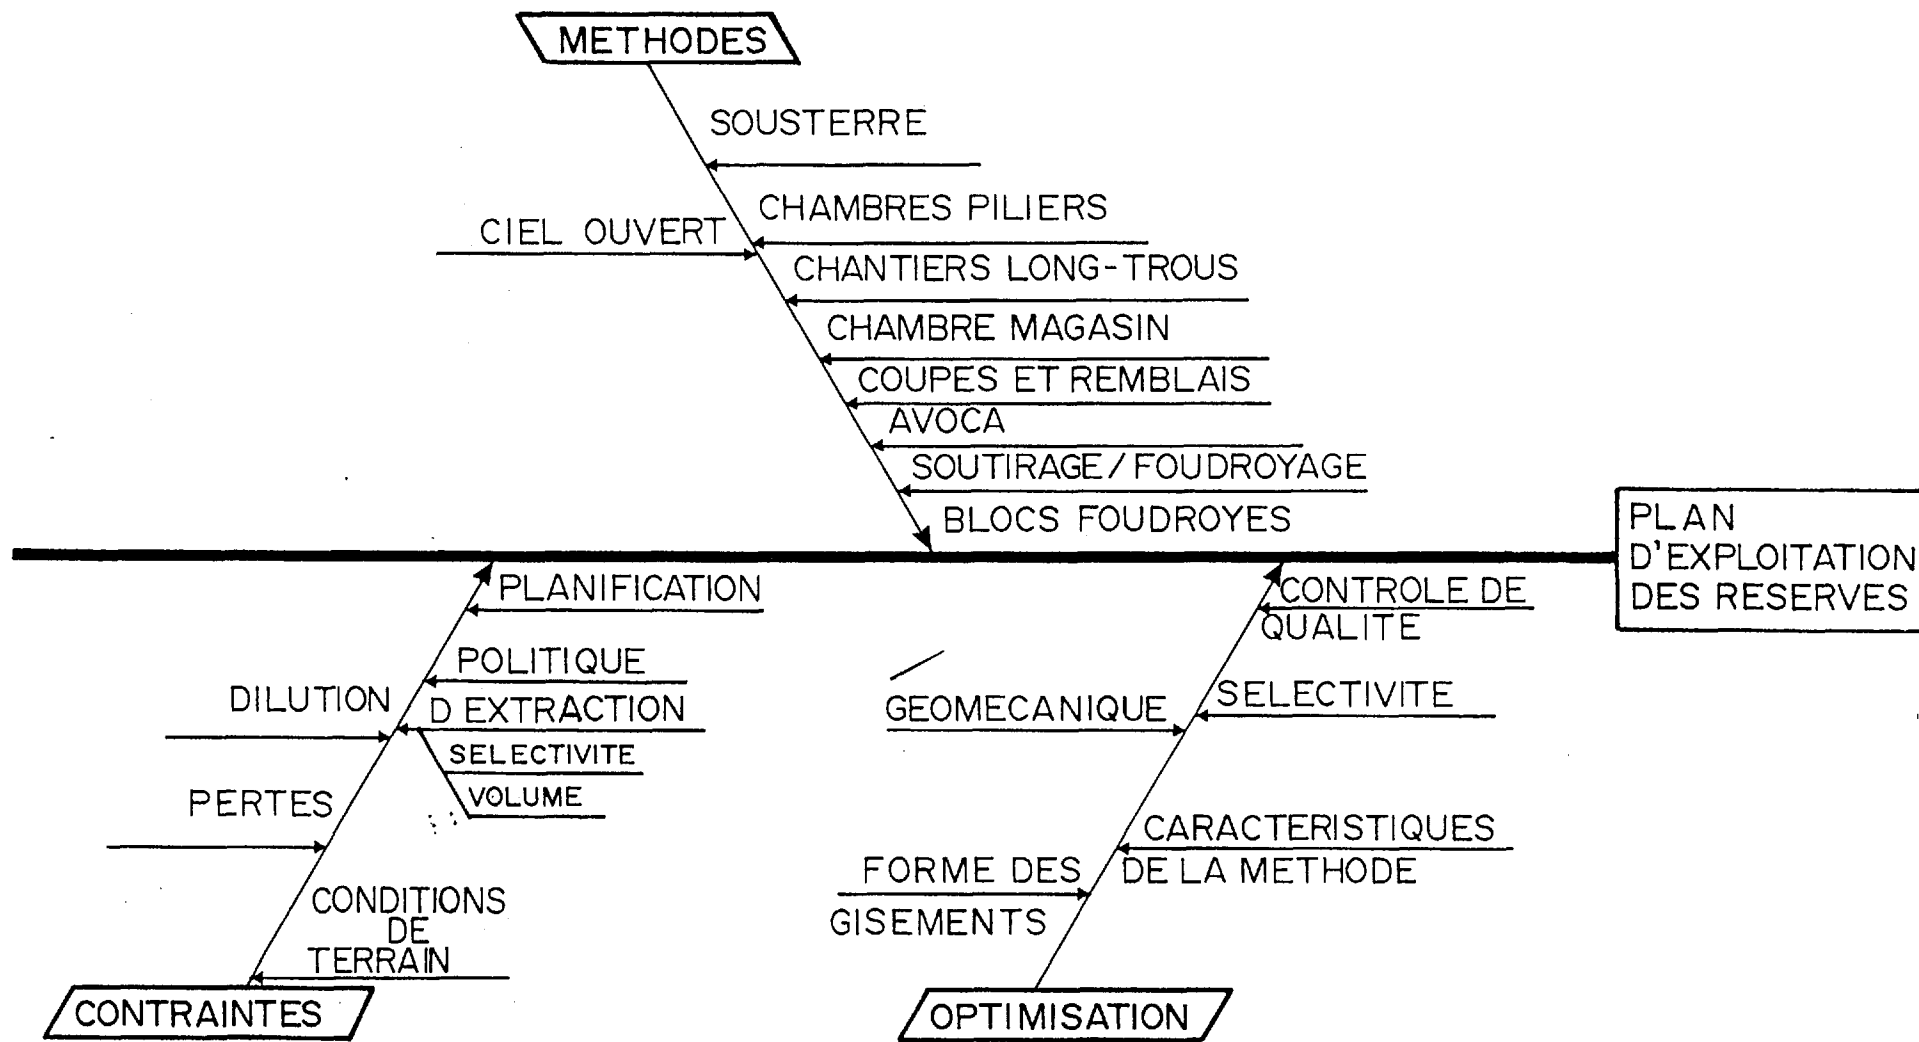 METHODES
SOUSTERRE
CHAMBRES PILIERS
CIEL OUVERT
CHANTIERS LONG-TROUS
CHAMBRE MAGASIN
COUPES ET REMBLAIS
AVOCA
SOUTIRAGE/FOUDROYAGE
BLOCS FOUDROYES
PLAN
D'EXPLOITATION
DES RESERVES
PLANIFICATION
POLITIQUE
D EXTRACTION
SELECTIVITE
VOLUME
DILUTION
PERTES
CONDITIONS
DE
TERRAIN
CONTRAINTES
CONTROLE DE
QUALITE
SELECTIVITE
GEOMECANIQUE
CARACTERISTIQUES
DE LA METHODE
FORME DES
GISEMENTS
OPTIMISATION